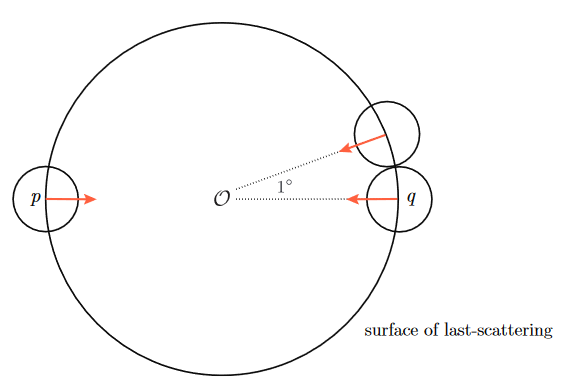 1°
p
𝒪
q
surface of last-scattering